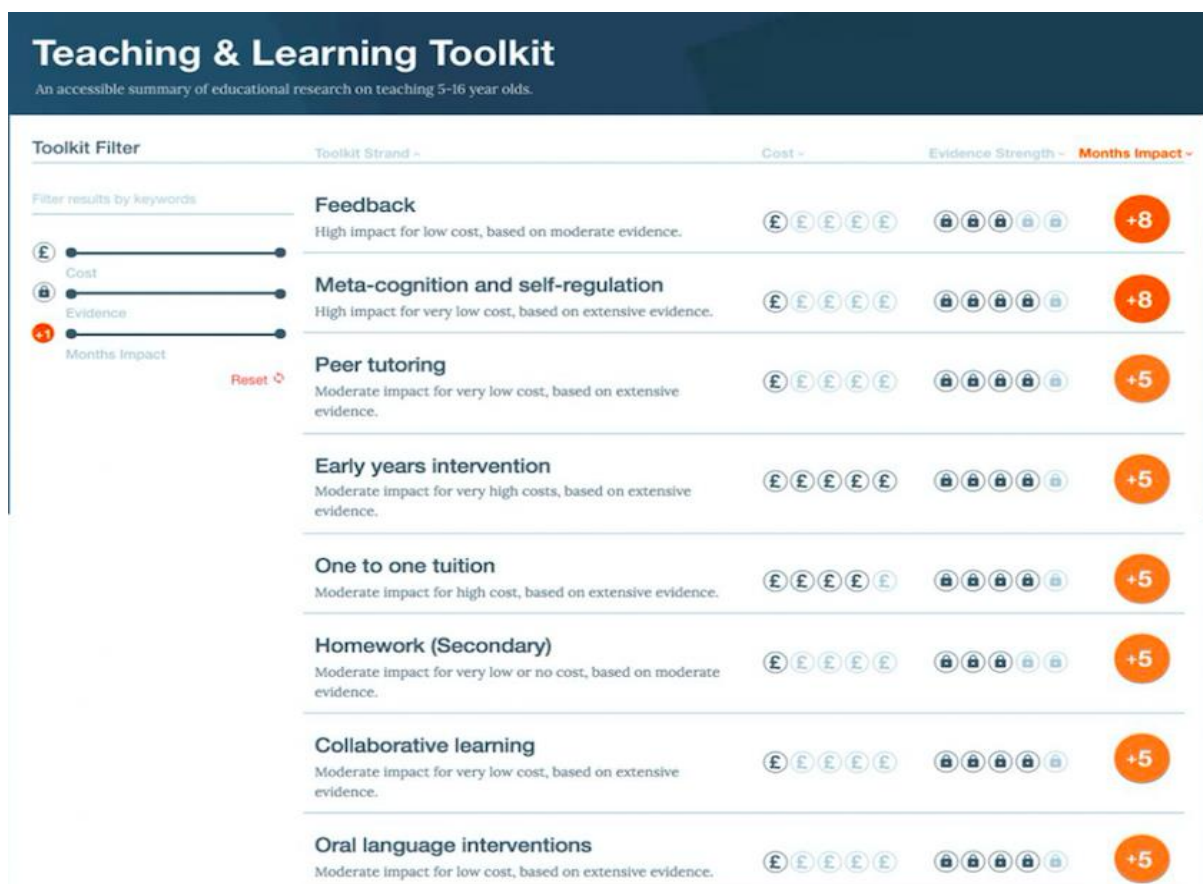 Teaching & Learning Toolkit
An accessible summary of educational research on teaching 5-16 year olds.
Toolkit Filter
Toolkit Strand
Cost
Evidence Strength
Months Impact
Filter results by keywords
£
Cost
Evidence
+1
Months Impact
Reset
Feedback
High impact for low cost, based on moderate evidence.
£ £ £ £ £
+8
Meta-cognition and self-regulation
High impact for very low cost, based on extensive evidence.
£ £ £ £ £
+8
Peer tutoring
Moderate impact for very low cost, based on extensive
evidence.
£ £ £ £ £
+5
Early years intervention
Moderate impact for very high costs, based on extensive
evidence.
£ £ £ £ £
+5
One to one tuition
Moderate impact for high cost, based on extensive evidence.
£ £ £ £ £
+5
Homework (Secondary)
Moderate impact for very low or no cost, based on moderate
evidence.
£ £ £ £ £
+5
Collaborative learning
Moderate impact for very low cost, based on extensive
evidence.
£ £ £ £ £
+5
Oral language interventions
Moderate impact for low cost, based on extensive evidence.
£ £ £ £ £
+5